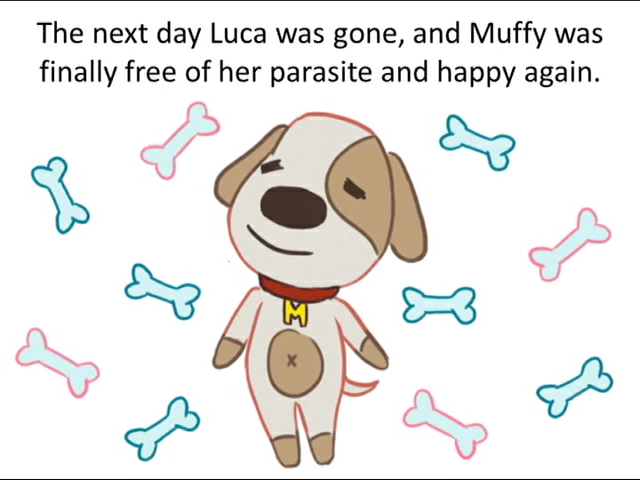 The next day Luca was gone, and Muffy was
finally free of her parasite and happy again.
M